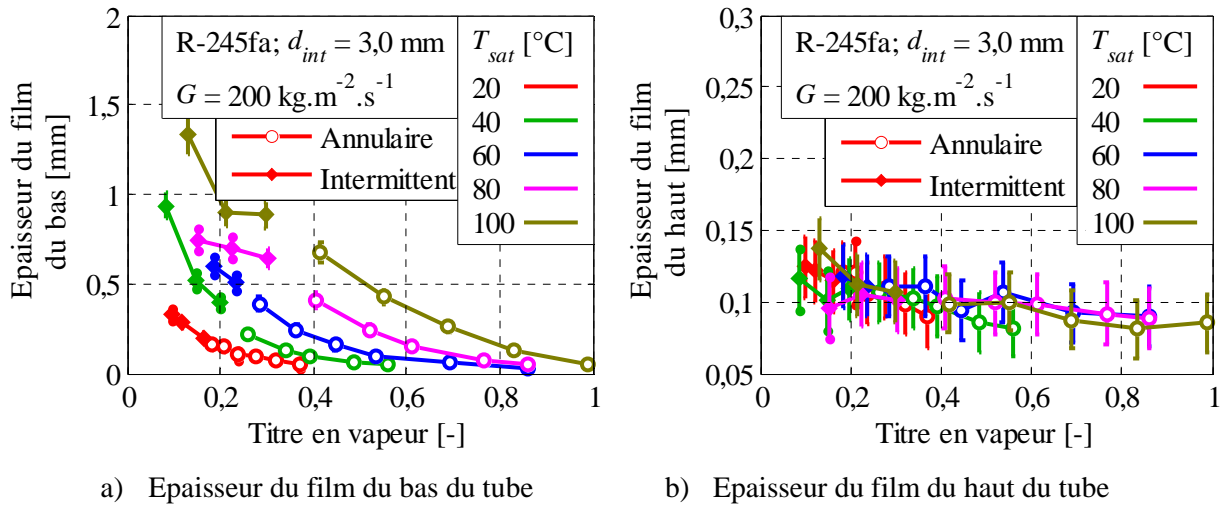 2
1,5
1
0,5
0
Epaisseur du film
du bas [mm]
R-245fa; d_int = 3,0 mm
G = 200 kg.m⁻².s⁻¹
Annulaire
Intermittent
T_sat [°C]
20
40
60
80
100
0
0,2
0,4
0,6
0,8
1
Titre en vapeur [-]
a) Epaisseur du film du bas du tube
0,3
0,25
0,2
0,15
0,1
0,05
Epaisseur du film
du haut [mm]
R-245fa; d_int = 3,0 mm
G = 200 kg.m⁻².s⁻¹
Annulaire
Intermittent
T_sat [°C]
20
40
60
80
100
0
0,2
0,4
0,6
0,8
1
Titre en vapeur [-]
b) Epaisseur du film du haut du tube